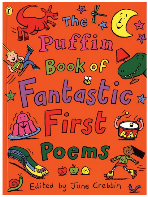 The
Puffin
Book of
Fantastic
First
Poems
Edited by June Crebbin